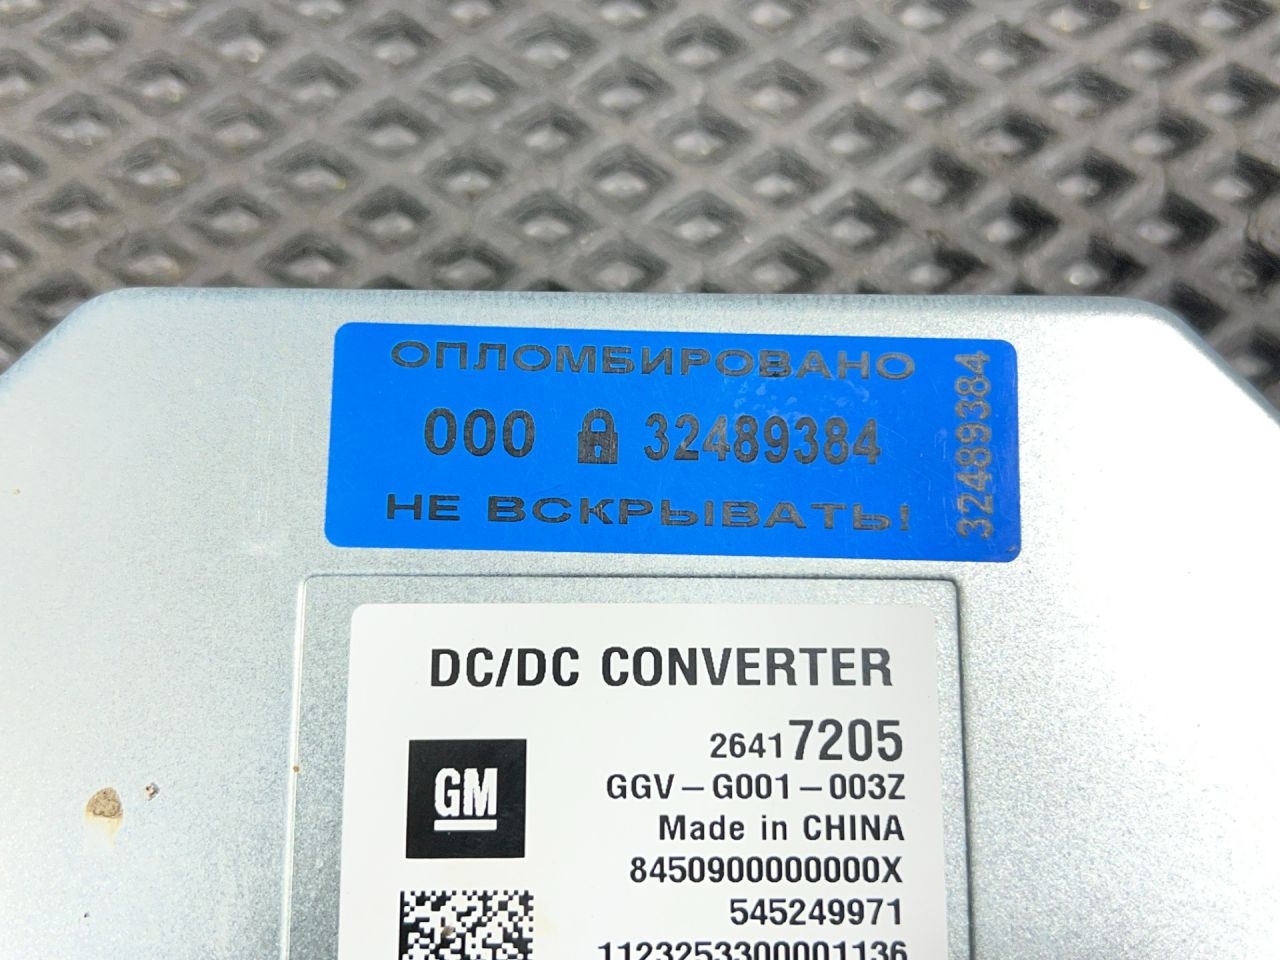 ОПЛОМБИРОВАНО
000 32489384
НЕ ВСКРЫВАТЬ!
32489384
DC/DC CONVERTER
26417205
GM
GGV-G001-003Z
Made in CHINA
8450900000000X
545249971
1123253300001136